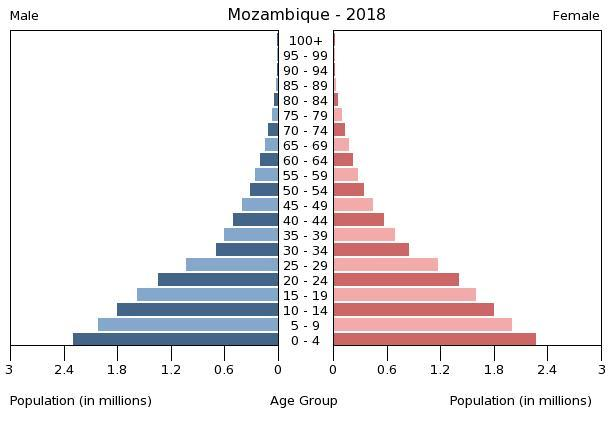 Male Mozambique - 2018 Female
100+
95 - 99
90 - 94
85 - 89
80 - 84
75 - 79
70 - 74
65 - 69
60 - 64
55 - 59
50 - 54
45 - 49
40 - 44
35 - 39
30 - 34
25 - 29
20 - 24
15 - 19
10 - 14
5 - 9
0 - 4
3 2.4 1.8 1.2 0.6 0 0 0.6 1.2 1.8 2.4 3
Population (in millions) Age Group Population (in millions)